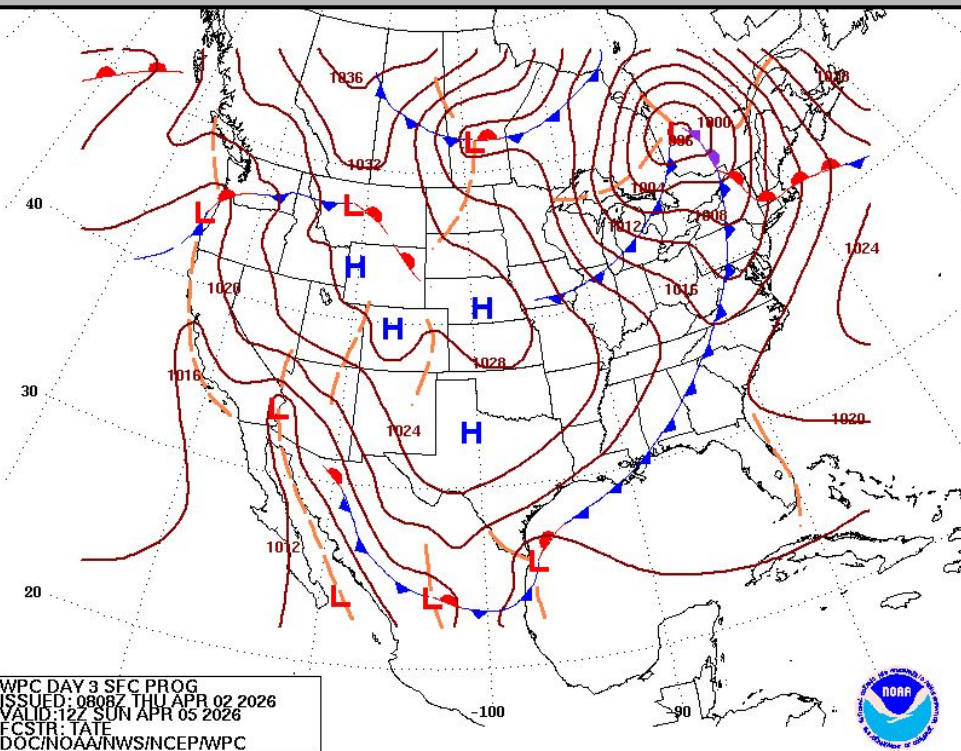 1036
1028
1000
996
1032
1004
40
1008
1012
1024
1020
1016
H
H
H
L
L
L
L
1028
1016
30
1020
L
1024
H
1012
L
20
L
L
-100
-90
WPC DAY 3 SEC PROG
ISSUED: 0808Z THU APR 02 2026
VALID:12Z SUN APR 05 2026
FCSTR: TATE
DOC/NOAA/NWS/NCEP/WPC
NOAA